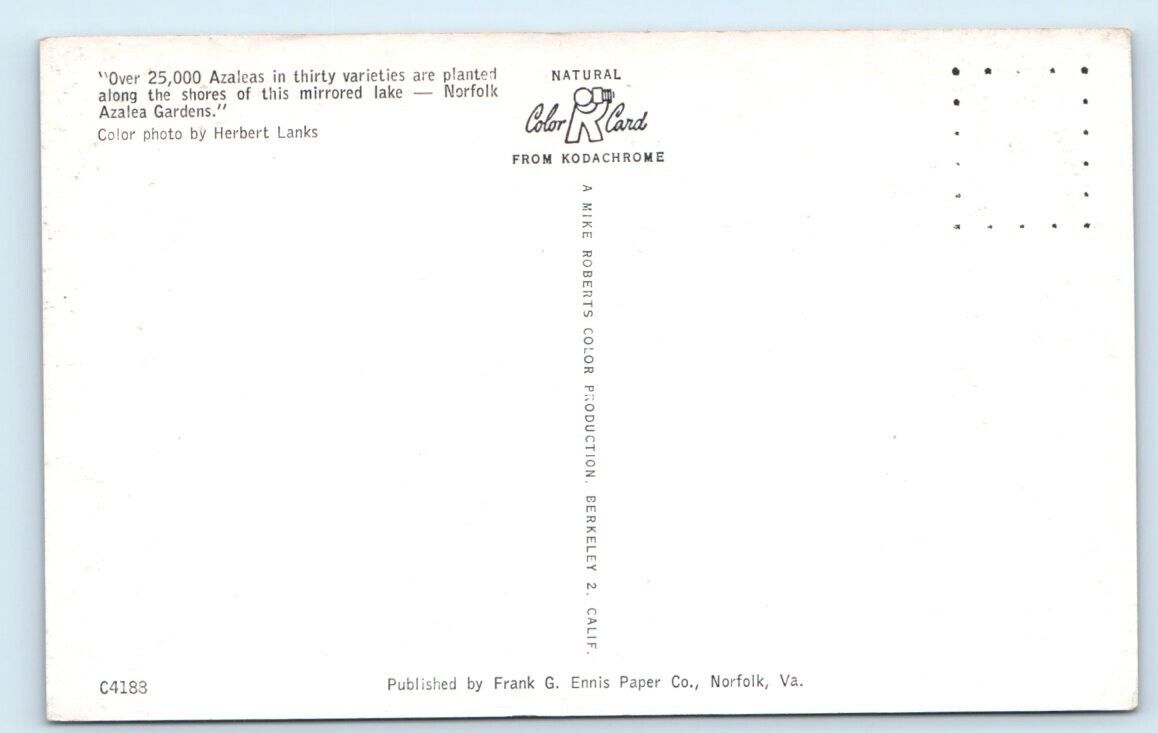 "Over 25,000 Azaleas in thirty varieties are planted
along the shores of this mirrored lake — Norfolk
Azalea Gardens."
Color photo by Herbert Lanks
NATURAL
Color Card
FROM KODACHROME
A MIKE ROBERTS COLOR PRODUCTION. BERKELEY 2. CALIF.
C4188
Published by Frank G. Ennis Paper Co., Norfolk, Va.